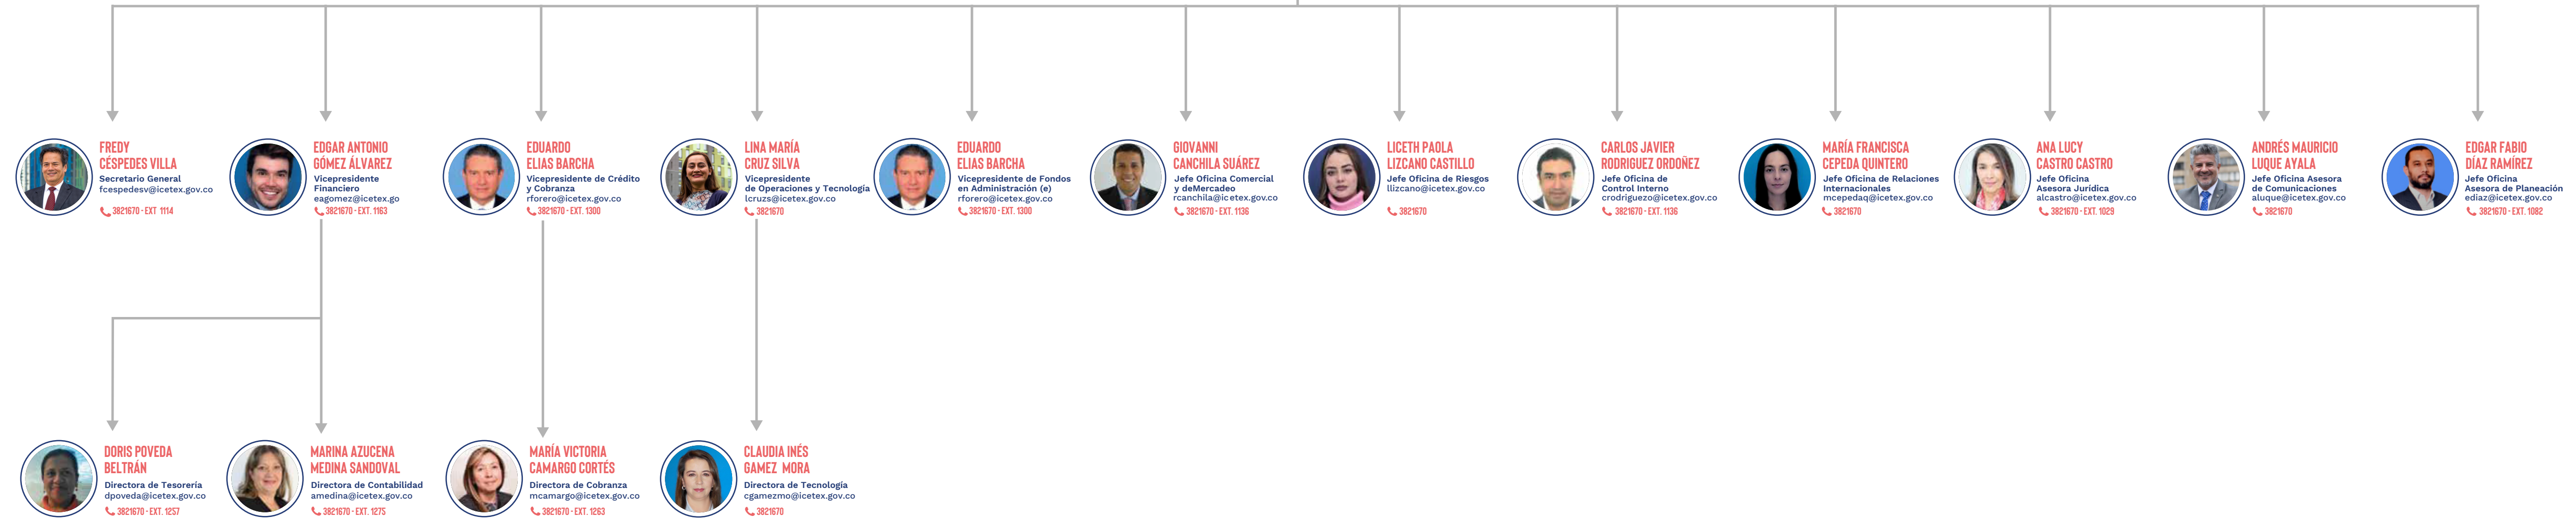 FREDY
CÉSPEDES VILLA
Secretario General
fcespedesv@icetex.gov.co
3821670 - EXT 1114
EDGAR ANTONIO
GÓMEZ ÁLVAREZ
Vicepresidente
Financiero
eagomez@icetex.go
3821670 - EXT. 1163
EDUARDO
ELIAS BARCHA
Vicepresidente de Crédito
y Cobranza
rforero@icetex.gov.co
3821670 - EXT. 1300
LINA MARÍA
CRUZ SILVA
Vicepresidente
de Operaciones y Tecnología
lcruzs@icetex.gov.co
3821670
EDUARDO
ELIAS BARCHA
Vicepresidente de Fondos
en Administración (e)
rforero@icetex.gov.co
3821670 - EXT. 1300
GIOVANNI
CANCHILA SUÁREZ
Jefe Oficina Comercial
y deMercadeo
rcanchila@icetex.gov.co
3821670 - EXT. 1136
LICETH PAOLA
LIZCANO CASTILLO
Jefe Oficina de Riesgos
llizcano@icetex.gov.co
3821670
CARLOS JAVIER
RODRIGUEZ ORDOÑEZ
Jefe Oficina de
Control Interno
crodriguezo@icetex.gov.co
3821670 - EXT. 1136
MARÍA FRANCISCA
CEPEDA QUINTERO
Jefe Oficina de Relaciones
Internacionales
mcepedaq@icetex.gov.co
3821670
ANA LUCY
CASTRO CASTRO
Jefe Oficina
Asesora Jurídica
alcastro@icetex.gov.co
3821670 - EXT. 1029
ANDRÉS MAURICIO
LUQUE AYALA
Jefe Oficina Asesora
de Comunicaciones
aluque@icetex.gov.co
3821670
EDGAR FABIO
DÍAZ RAMÍREZ
Jefe Oficina
Asesora de Planeación
ediaz@icetex.gov.co
3821670 - EXT. 1082
DORIS POVEDA
BELTRÁN
Directora de Tesorería
dpoveda@icetex.gov.co
3821670 - EXT. 1257
MARINA AZUCENA
MEDINA SANDOVAL
Directora de Contabilidad
amedina@icetex.gov.co
3821670 - EXT. 1275
MARÍA VICTORIA
CAMARGO CORTÉS
Directora de Cobranza
mcamargo@icetex.gov.co
3821670 - EXT. 1263
CLAUDIA INÉS
GAMEZ MORA
Directora de Tecnología
cgamezmo@icetex.gov.co
3821670